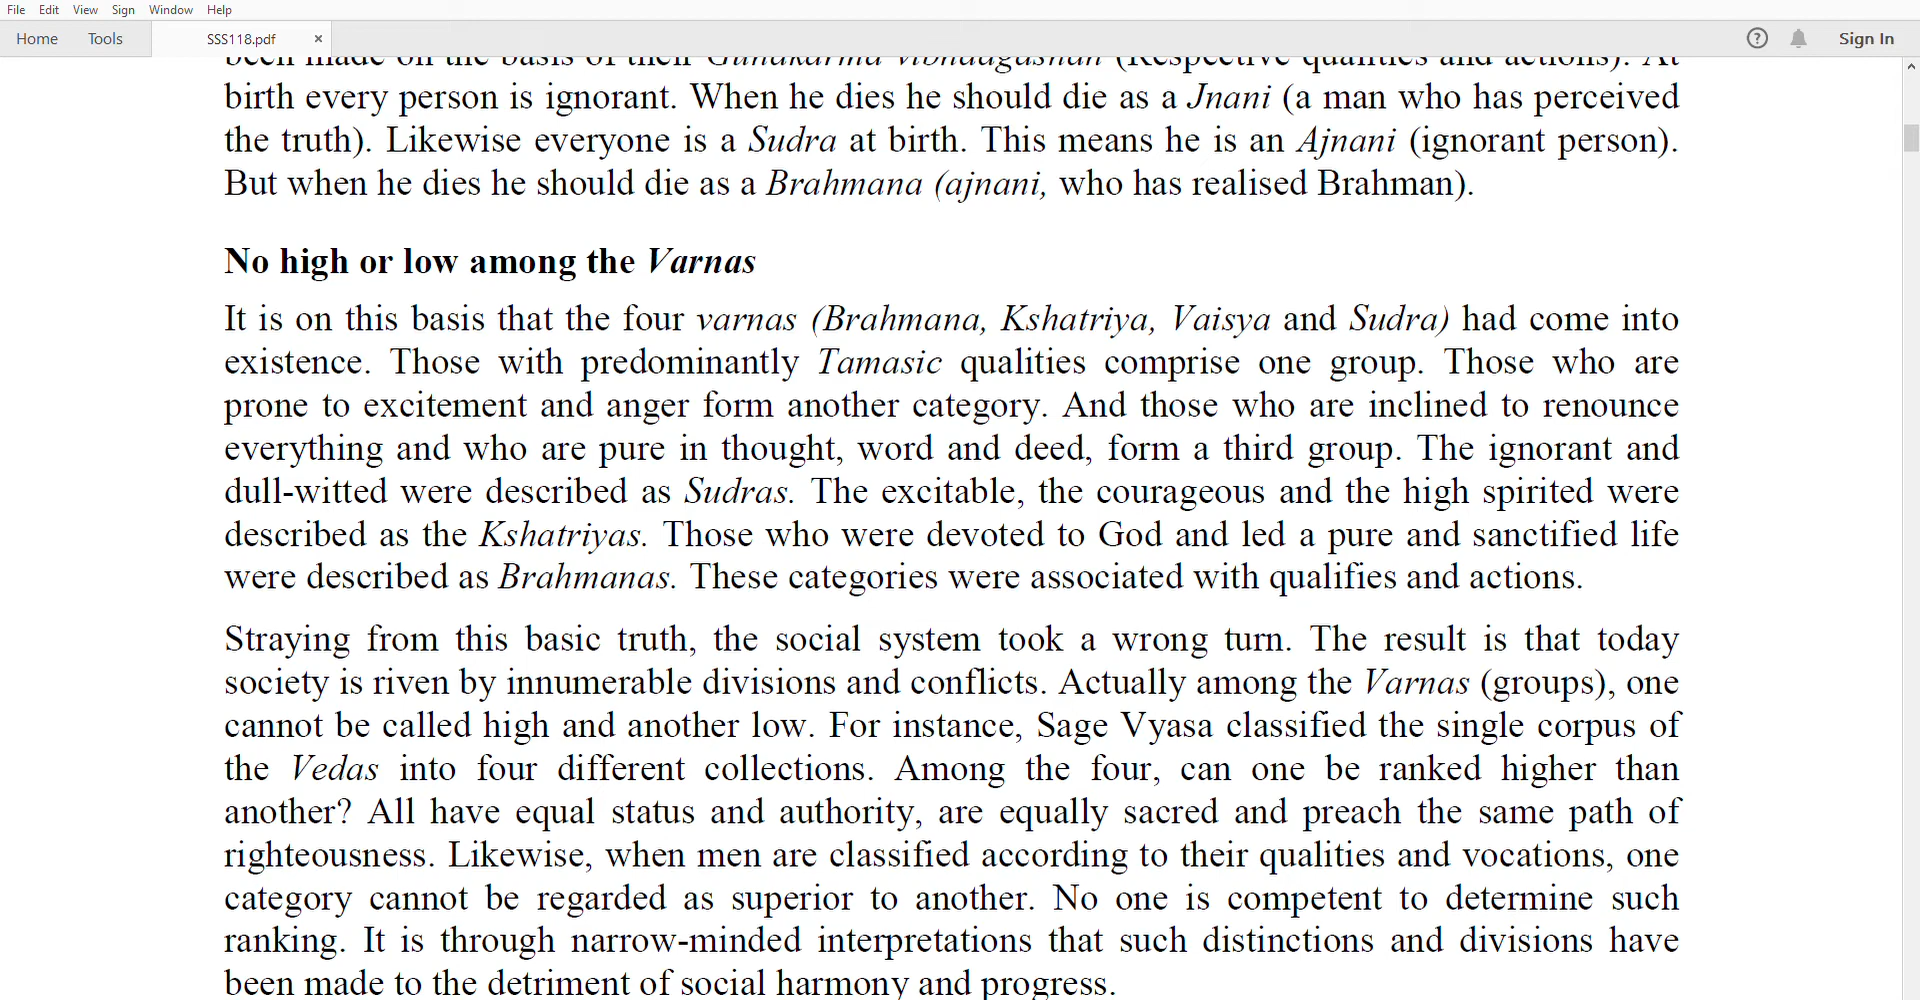 File Edit View Sign Window Help
Home Tools SSS118.pdf × ? Sign In
been made on the basis of their Gunakarma vibhaagashah (Respective qualities and actions). At
birth every person is ignorant. When he dies he should die as a Jnani (a man who has perceived
the truth). Likewise everyone is a Sudra at birth. This means he is an Ajnani (ignorant person).
But when he dies he should die as a Brahmana (ajnani, who has realised Brahman).
No high or low among the Varnas
It is on this basis that the four varnas (Brahmana, Kshatriya, Vaisya and Sudra) had come into
existence. Those with predominantly Tamasic qualities comprise one group. Those who are
prone to excitement and anger form another category. And those who are inclined to renounce
everything and who are pure in thought, word and deed, form a third group. The ignorant and
dull-witted were described as Sudras. The excitable, the courageous and the high spirited were
described as the Kshatriyas. Those who were devoted to God and led a pure and sanctified life
were described as Brahmanas. These categories were associated with qualifies and actions.
Straying from this basic truth, the social system took a wrong turn. The result is that today
society is riven by innumerable divisions and conflicts. Actually among the Varnas (groups), one
cannot be called high and another low. For instance, Sage Vyasa classified the single corpus of
the Vedas into four different collections. Among the four, can one be ranked higher than
another? All have equal status and authority, are equally sacred and preach the same path of
righteousness. Likewise, when men are classified according to their qualities and vocations, one
category cannot be regarded as superior to another. No one is competent to determine such
ranking. It is through narrow-minded interpretations that such distinctions and divisions have
been made to the detriment of social harmony and progress.